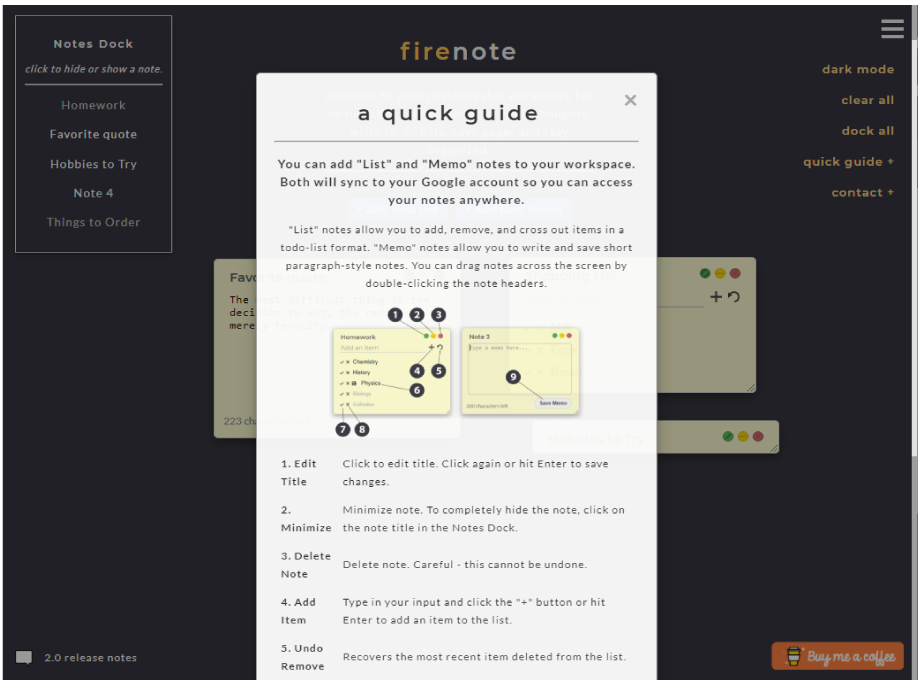 Notes Dock
click to hide or show a note.
Homework
Favorite quote
Hobbies to Try
Note 4
Things to Order
firenote
dark mode
clear all
dock all
quick guide +
contact +
a quick guide
×
You can add "List" and "Memo" notes to your workspace.
Both will sync to your Google account so you can access
your notes anywhere.
"List" notes allow you to add, remove, and cross out items in a
todo-list format. "Memo" notes allow you to write and save short
paragraph-style notes. You can drag notes across the screen by
double-clicking the note headers.
1 2 3
Homework
Add an item
4 5
Chemistry
History
Physics
6
Biology
Calculus
7 8
Note 3
Type a memo here...
9
300 characters left
Save Memo
The
deci
mere
223 cha
Hobbies to Try
1. Edit Title
Click to edit title. Click again or hit Enter to save
changes.
2. Minimize
Minimize note. To completely hide the note, click on
the note title in the Notes Dock.
3. Delete Note
Delete note. Careful - this cannot be undone.
4. Add Item
Type in your input and click the "+" button or hit
Enter to add an item to the list.
5. Undo Remove
Recovers the most recent item deleted from the list.
2.0 release notes
Buy me a coffee